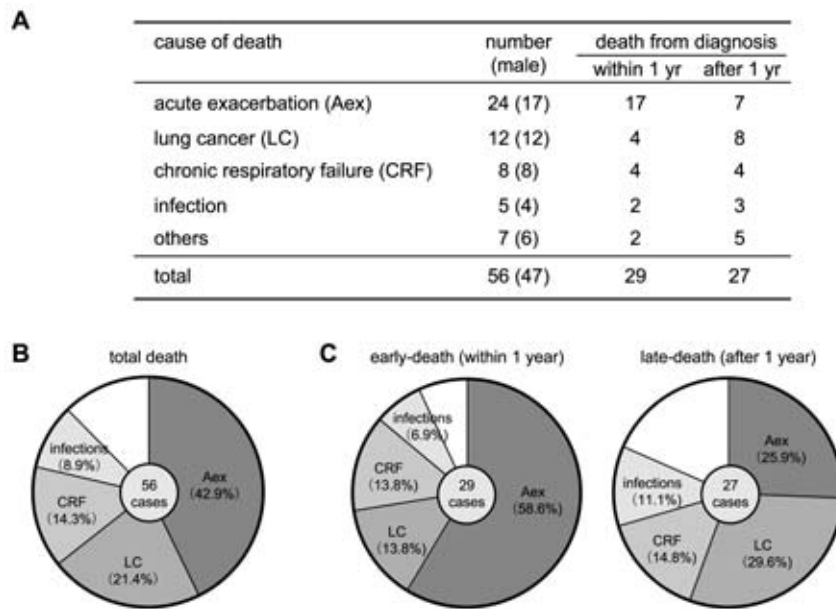 A
cause of death number death from diagnosis
(male) within 1 yr after 1 yr
acute exacerbation (Aex) 24 (17) 17 7
lung cancer (LC) 12 (12) 4 8
chronic respiratory failure (CRF) 8 (8) 4 4
infection 5 (4) 2 3
others 7 (6) 2 5
total 56 (47) 29 27
B
total death
infections
(8.9%)
CRF
(14.3%)
LC
(21.4%)
Aex
(42.9%)
56
cases
C
early-death (within 1 year)
infections
(6.9%)
CRF
(13.8%)
LC
(13.8%)
Aex
(58.6%)
29
cases
late-death (after 1 year)
infections
(11.1%)
CRF
(14.8%)
LC
(29.6%)
Aex
(25.9%)
27
cases